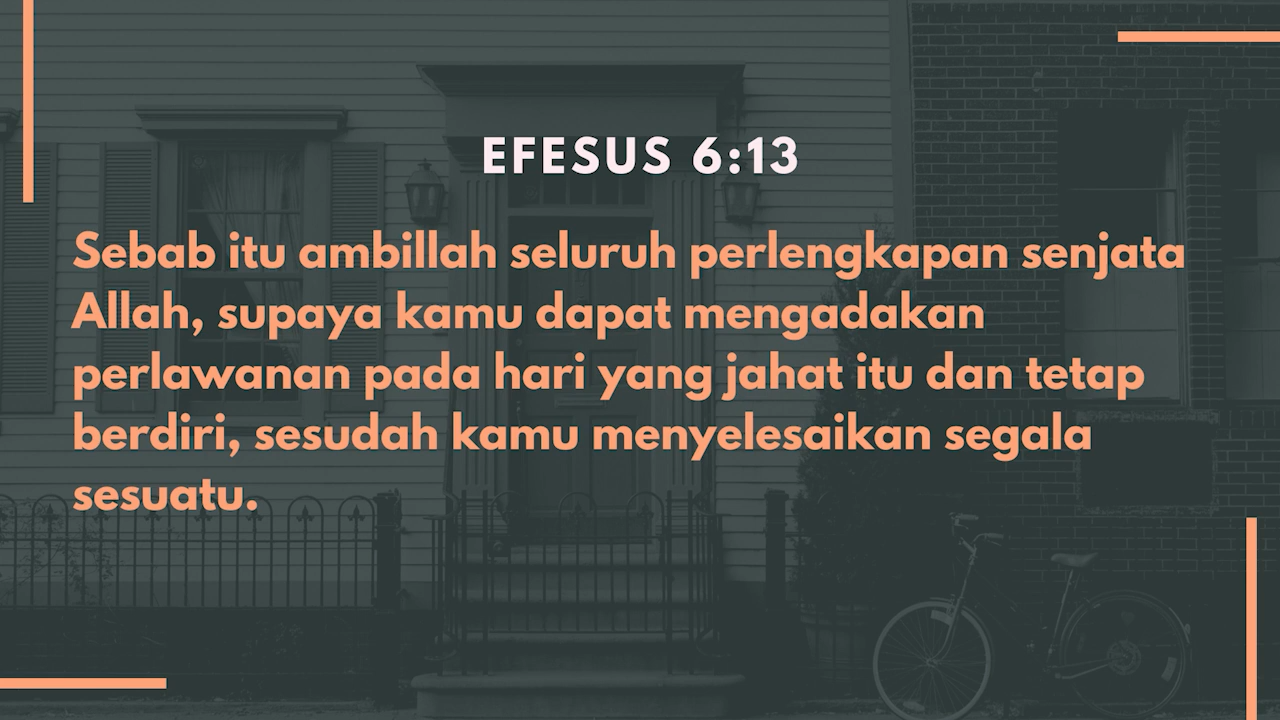 EFESUS 6:13
Sebab itu ambillah seluruh perlengkapan senjata
Allah, supaya kamu dapat mengadakan
perlawanan pada hari yang jahat itu dan tetap
berdiri, sesudah kamu menyelesaikan segala
sesuatu.